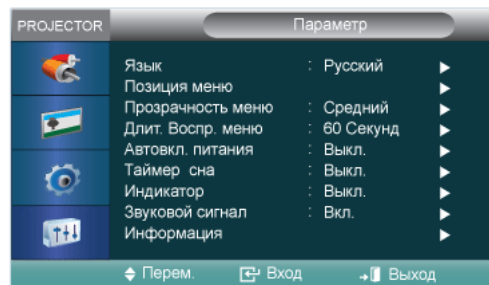 PROJECTOR Параметр
Язык : Русский
Позиция меню
Прозрачность меню : Средний
Длит. Воспр. меню : 60 Секунд
Автовкл. питания : Выкл.
Таймер сна : Выкл.
Индикатор : Выкл.
Звуковой сигнал : Вкл.
Информация
Перем. Вход Выход